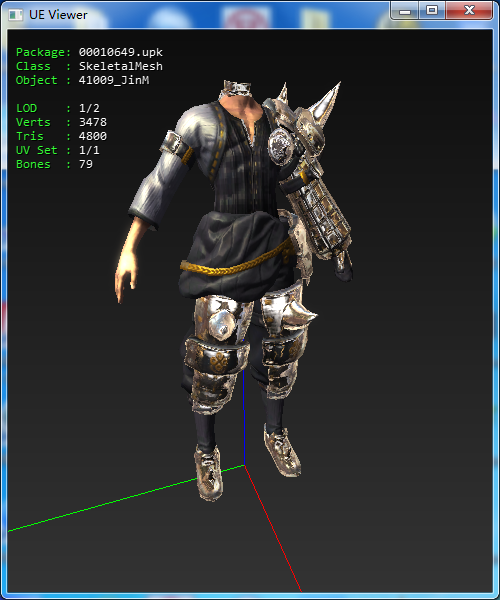 UE Viewer
Package: 00010649.upk
Class : SkeletalMesh
Object : 41009_JinM
LOD : 1/2
Verts : 3478
Tris : 4800
UV Set : 1/1
Bones : 79